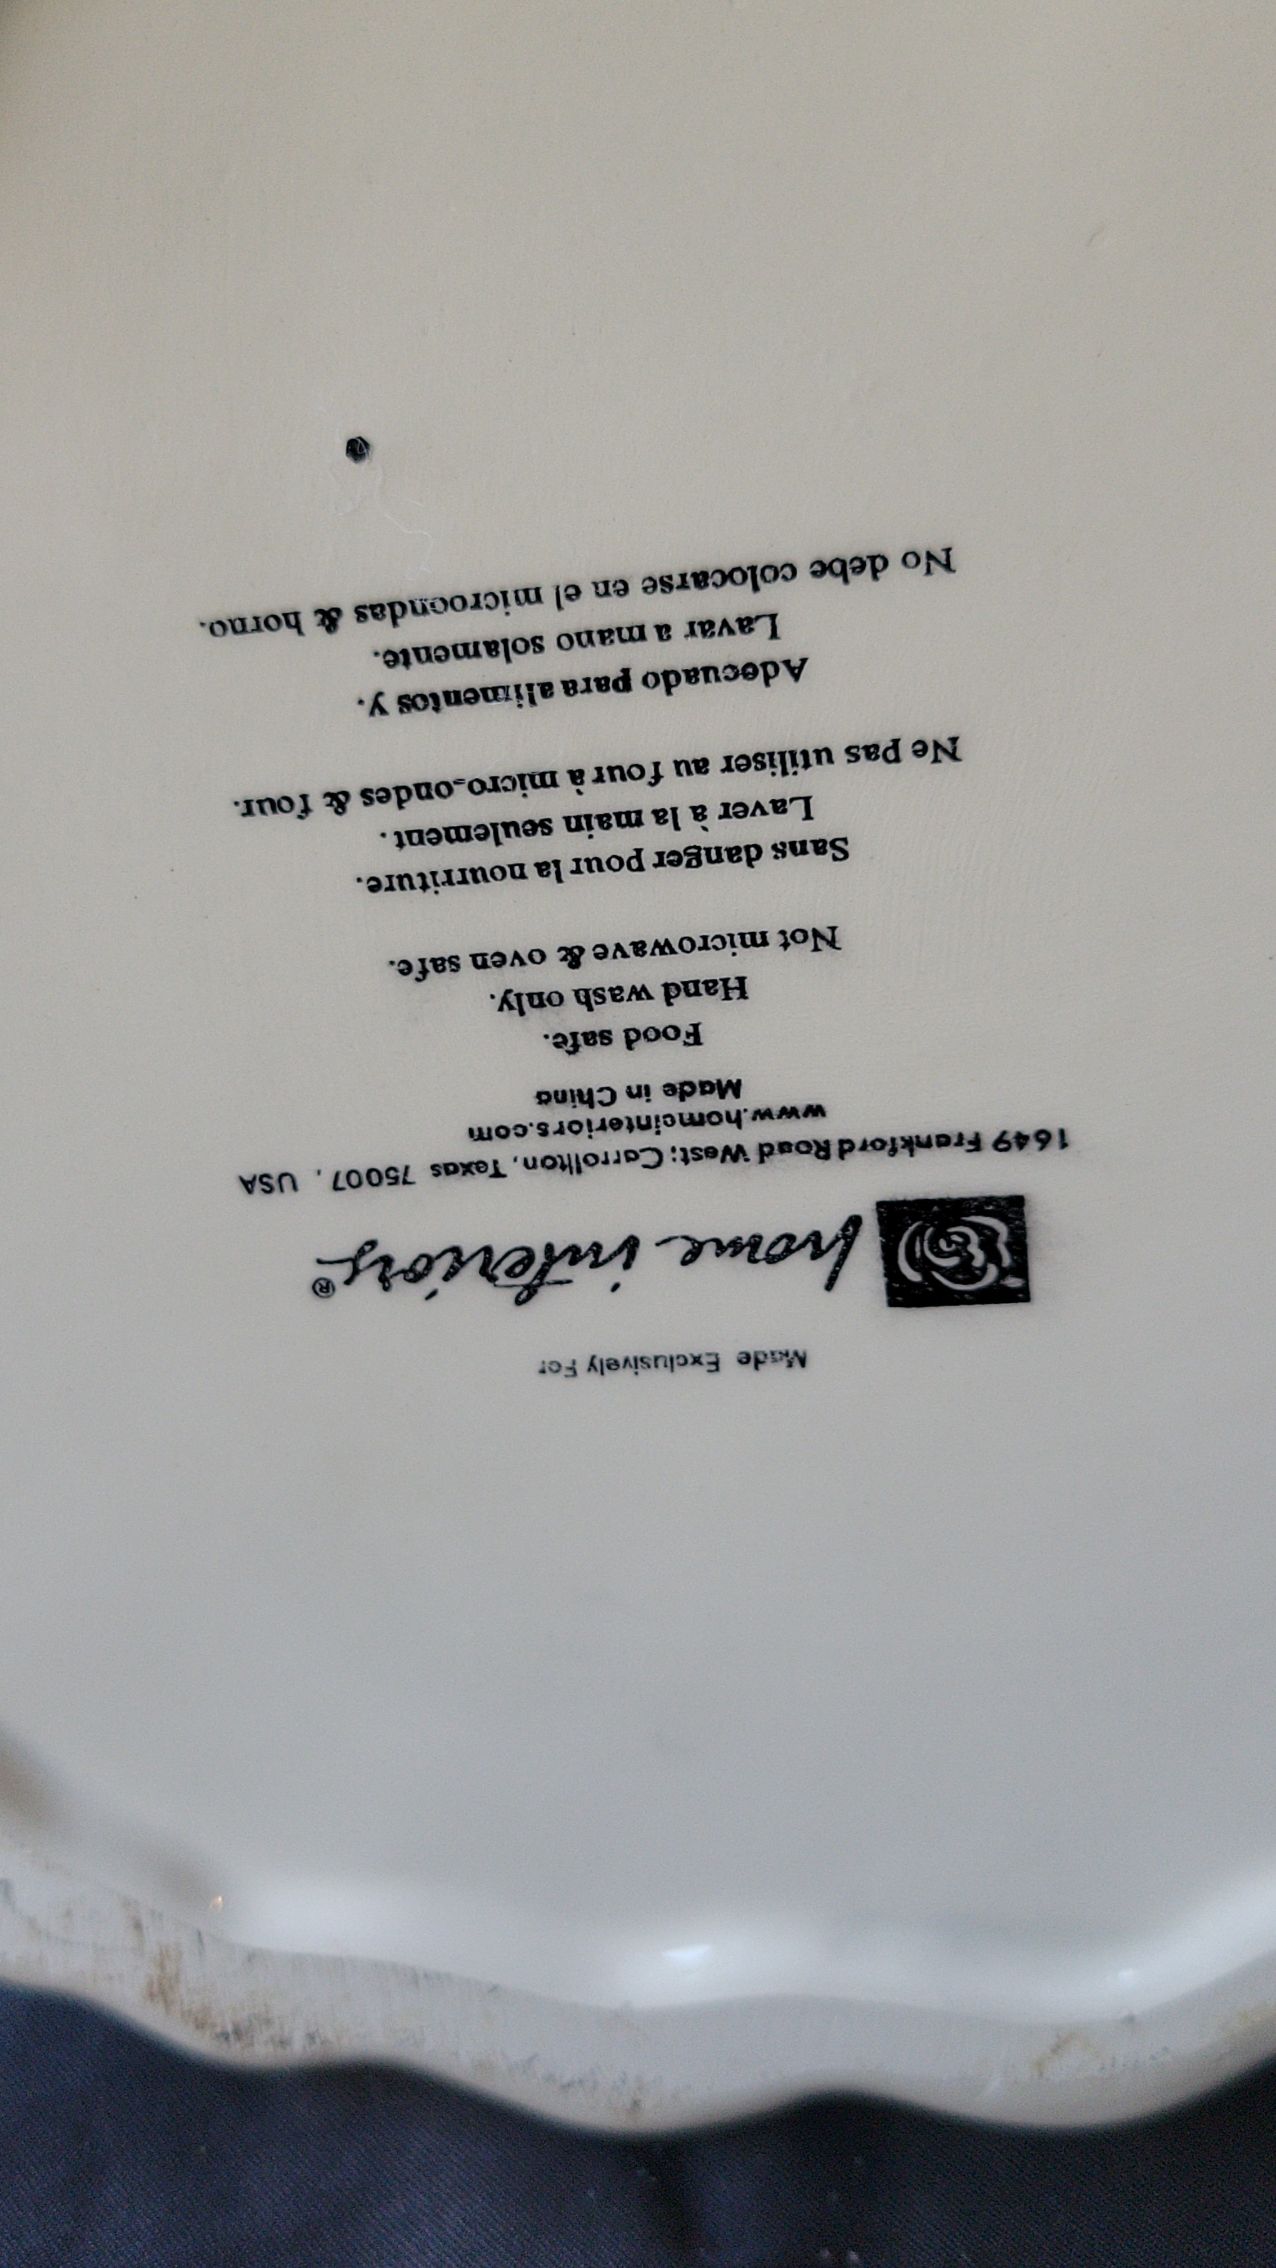 Made Exclusively For
home interiors®
1649 Frankford Road West; Carrollton, Texas 75007, USA
www.homeinteriors.com
Made in China
Food safe.
Hand wash only.
Not microwave & oven safe.
Sans danger pour la nourriture.
Laver à la main seulement.
Ne pas utiliser au four à micro-ondes & four.
Adecuado para alimentos y.
Lavar a mano solamente.
No debe colocarse en el microondas & horno.